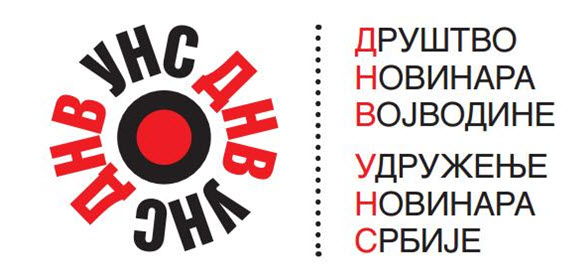 УНС
ДНВ
УНС
ДНВ
ДРУШТВО
НОВИНАРА
ВОЈВОДИНЕ
УДРУЖЕЊЕ
НОВИНАРА
СРБИЈЕ